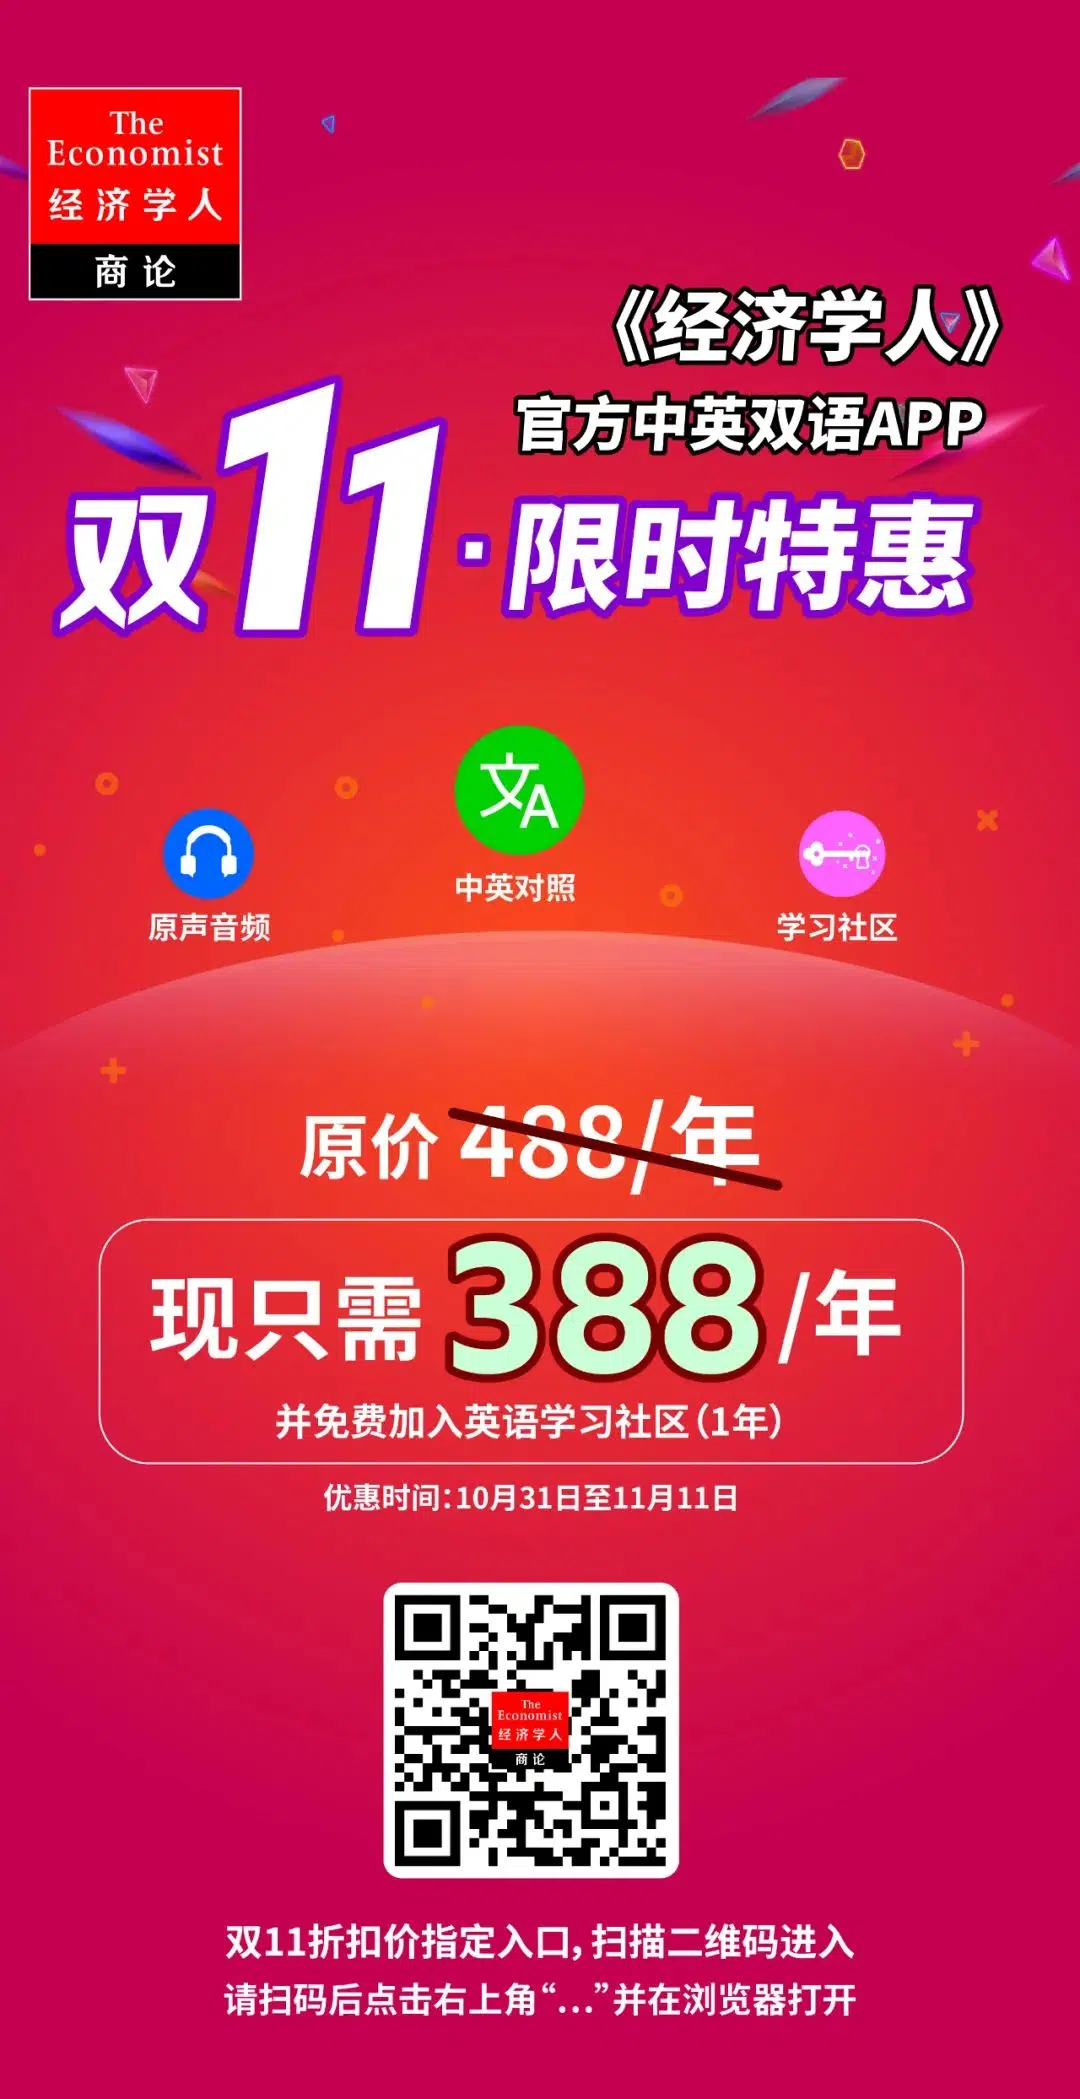 The
Economist
经济学人
商论
《经济学人》
官方中英双语APP
双11·限时特惠
文A
中英对照
原声音频
学习社区
原价 488/年
现只需 388/年
并免费加入英语学习社区（1年）
优惠时间：10月31日至11月11日
The
Economist
经济学人
商论
双11折扣价指定入口，扫描二维码进入
请扫码后点击右上角“...”并在浏览器打开